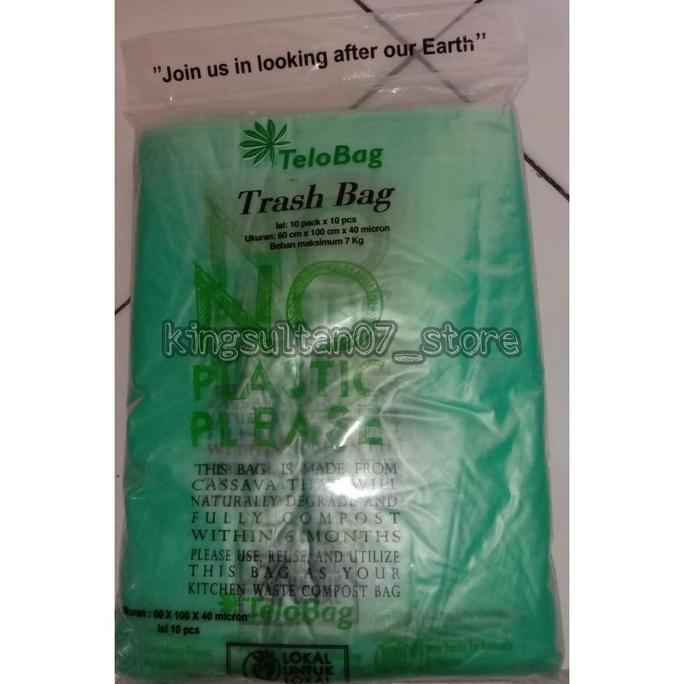 "Join us in looking after our Earth"
TeloBag
Trash Bag
Isi: 10 pack x 10 pcs
Ukuran: 60 cm x 100 cm x 40 micron
Beban maksimum 7 Kg
NO
kingsultan07_store
PLASTIC
PLEASE
THIS BAG IS MADE FROM
CASSAVA THAT WILL
NATURALLY DEGRADE AND
FULLY COMPOST
WITHIN 6 MONTHS
PLEASE USE, REUSE, AND UTILIZE
THIS BAG AS YOUR
KITCHEN WASTE COMPOST BAG
TeloBag
Ukuran : 60 X 100 X 40 micron
isi 10 pcs
LOKAL
UNTUK
LOKAL